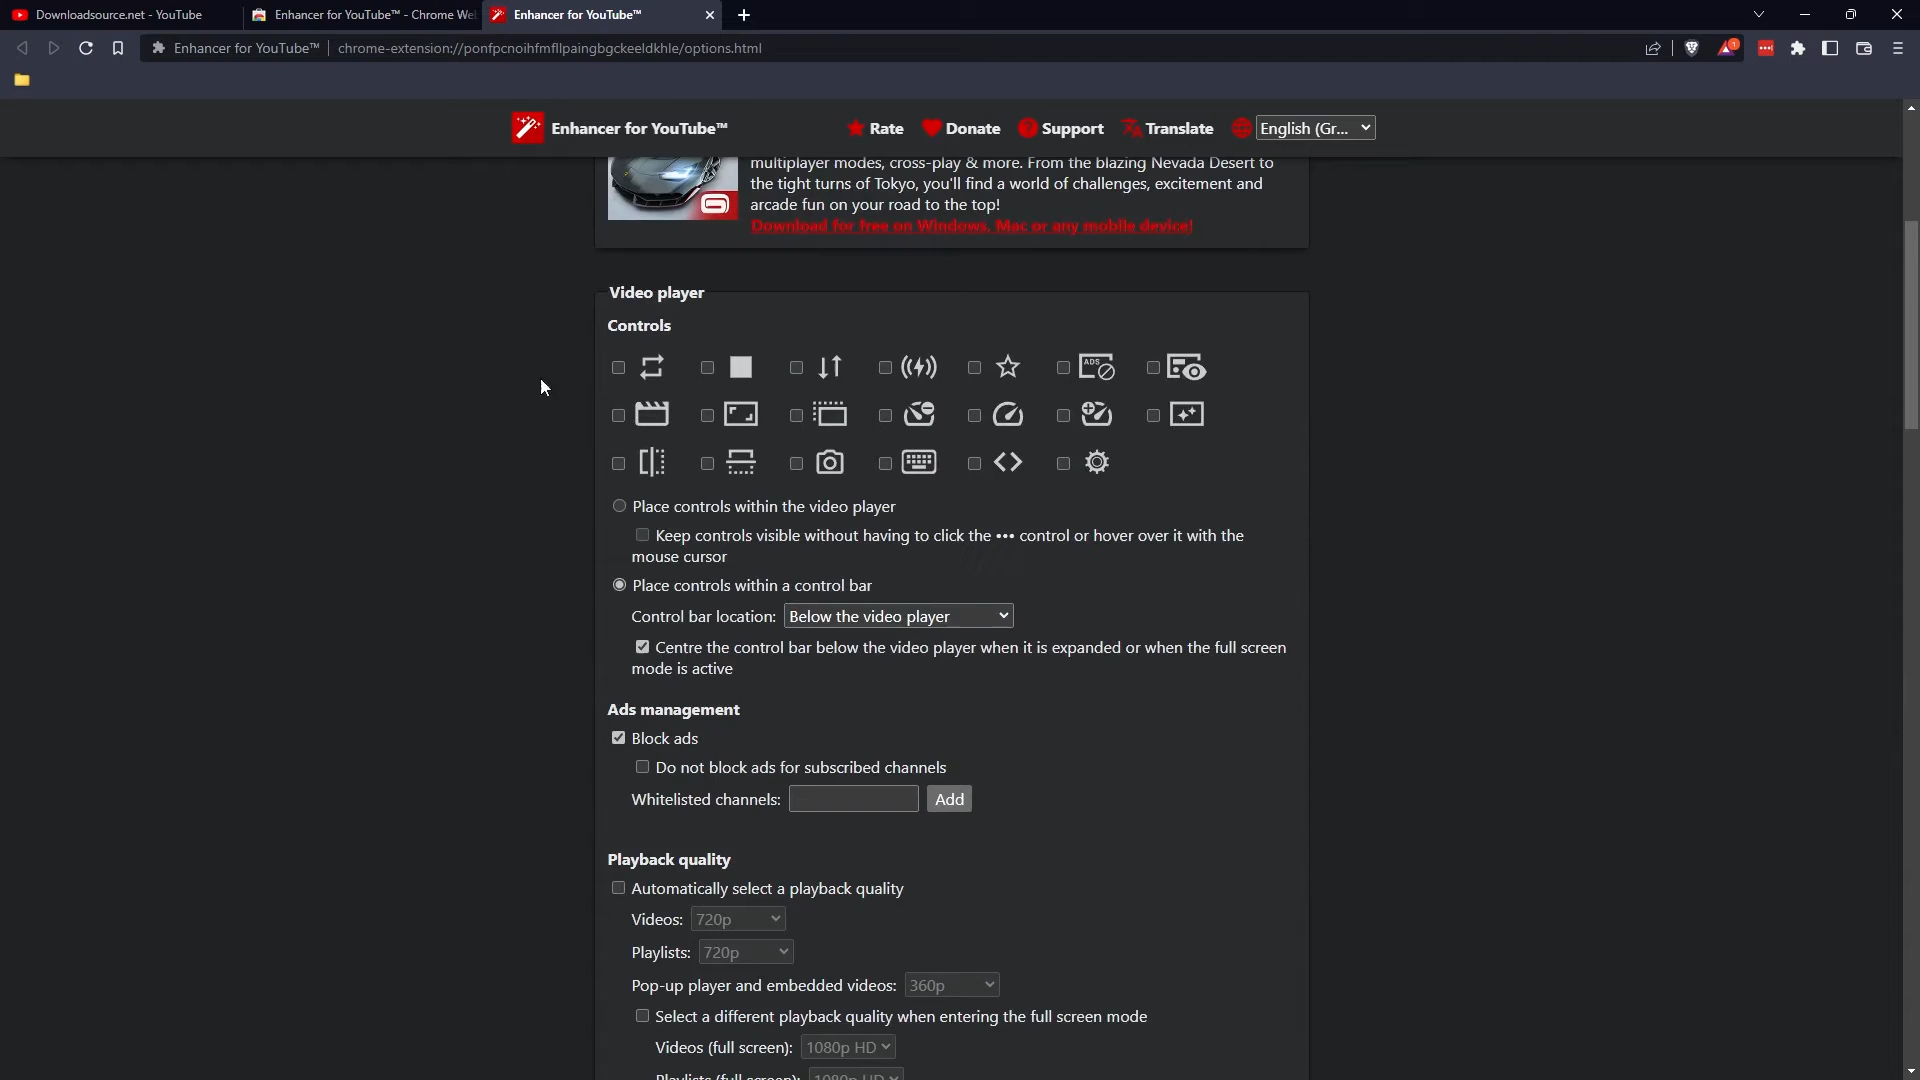 Downloadsource.net - YouTube
Enhancer for YouTube™ - Chrome We
Enhancer for YouTube™
Enhancer for YouTube™ | chrome-extension://ponfpcnoihfmfllpaingbgckeeldkhle/options.html
1
Enhancer for YouTube™
Rate
Donate
Support
Translate
English (Gr...
multiplayer modes, cross-play & more. From the blazing Nevada Desert to
the tight turns of Tokyo, you'll find a world of challenges, excitement and
arcade fun on your road to the top!
Download for free on Windows, Mac or any mobile device!
Video player
Controls
ADS
Place controls within the video player
Keep controls visible without having to click the ••• control or hover over it with the
mouse cursor
Place controls within a control bar
Control bar location: Below the video player
Centre the control bar below the video player when it is expanded or when the full screen
mode is active
Ads management
Block ads
Do not block ads for subscribed channels
Whitelisted channels: Add
Playback quality
Automatically select a playback quality
Videos: 720p
Playlists: 720p
Pop-up player and embedded videos: 360p
Select a different playback quality when entering the full screen mode
Videos (full screen): 1080p HD
Playlists (full screen): 1080p HD